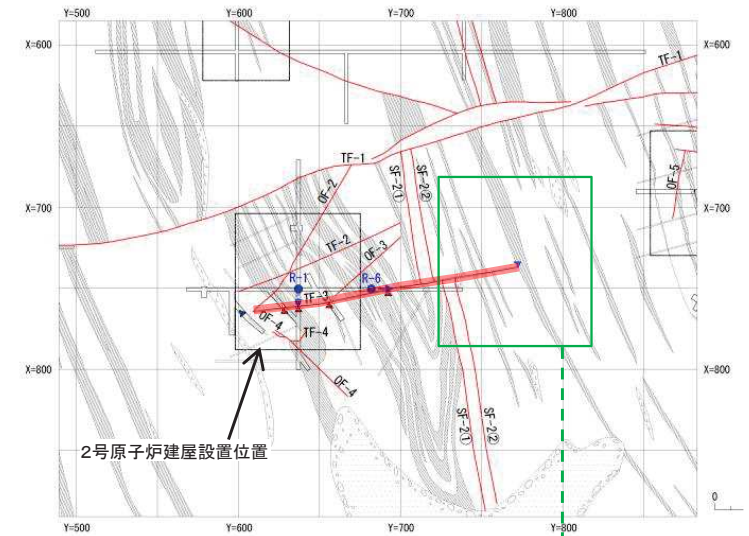 Y=500
Y=600
Y=700
Y=800
X=600
X=600
TF-1
TF-1
OF-2
SF-2①
SF-2②
OF-5
X=700
X=700
TF-2
OF-3
R-1
R-6
TF-3
OF-4
TF-4
OF-4
X=800
X=800
SF-2①
SF-2②
2号原子炉建屋設置位置
0
Y=500
Y=600
Y=700
Y=800